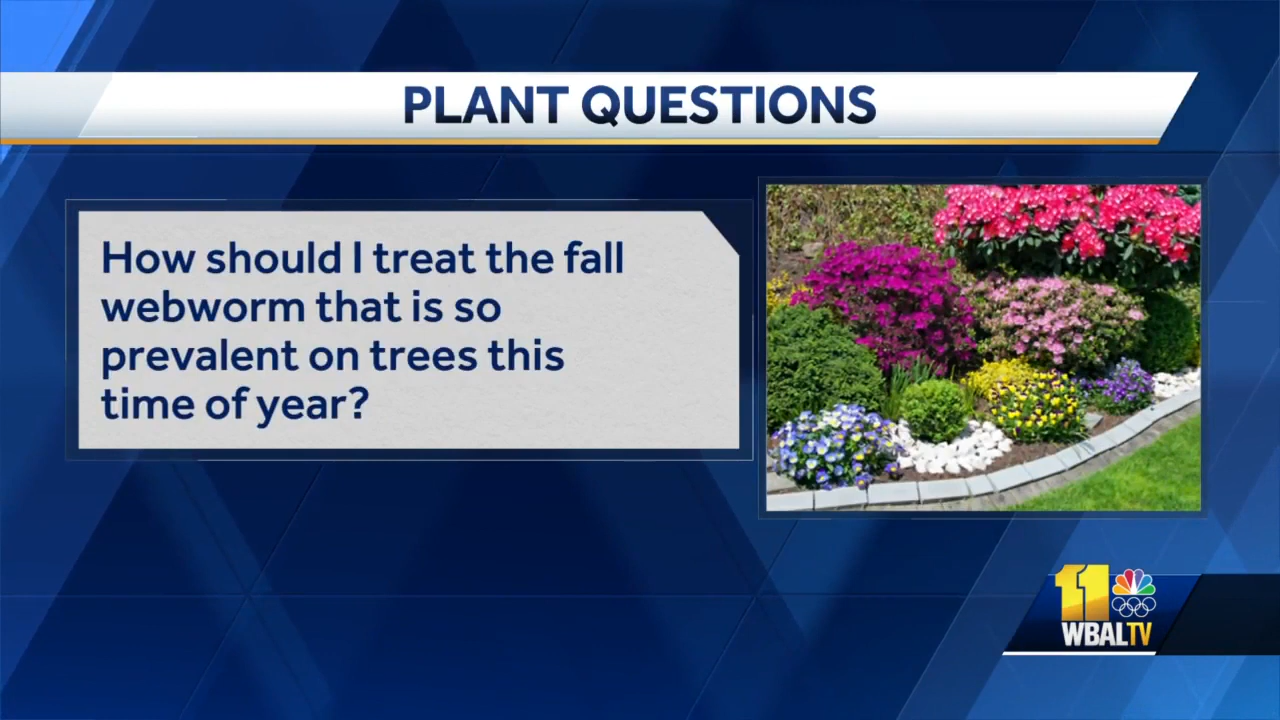 PLANT QUESTIONS
How should I treat the fall
webworm that is so
prevalent on trees this
time of year?
11
WBALTV